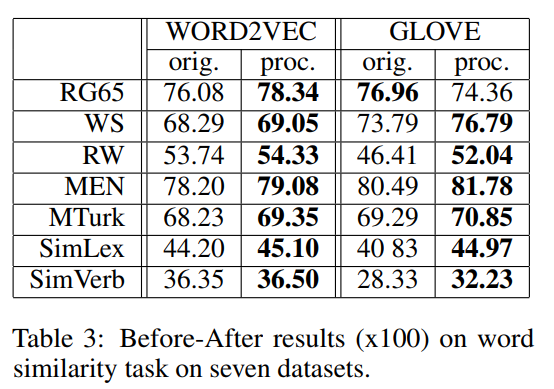 WORD2VEC GLOVE
orig. proc. orig. proc.
RG65 76.08 78.34 76.96 74.36
WS 68.29 69.05 73.79 76.79
RW 53.74 54.33 46.41 52.04
MEN 78.20 79.08 80.49 81.78
MTurk 68.23 69.35 69.29 70.85
SimLex 44.20 45.10 40 83 44.97
SimVerb 36.35 36.50 28.33 32.23
Table 3: Before-After results (x100) on word
similarity task on seven datasets.